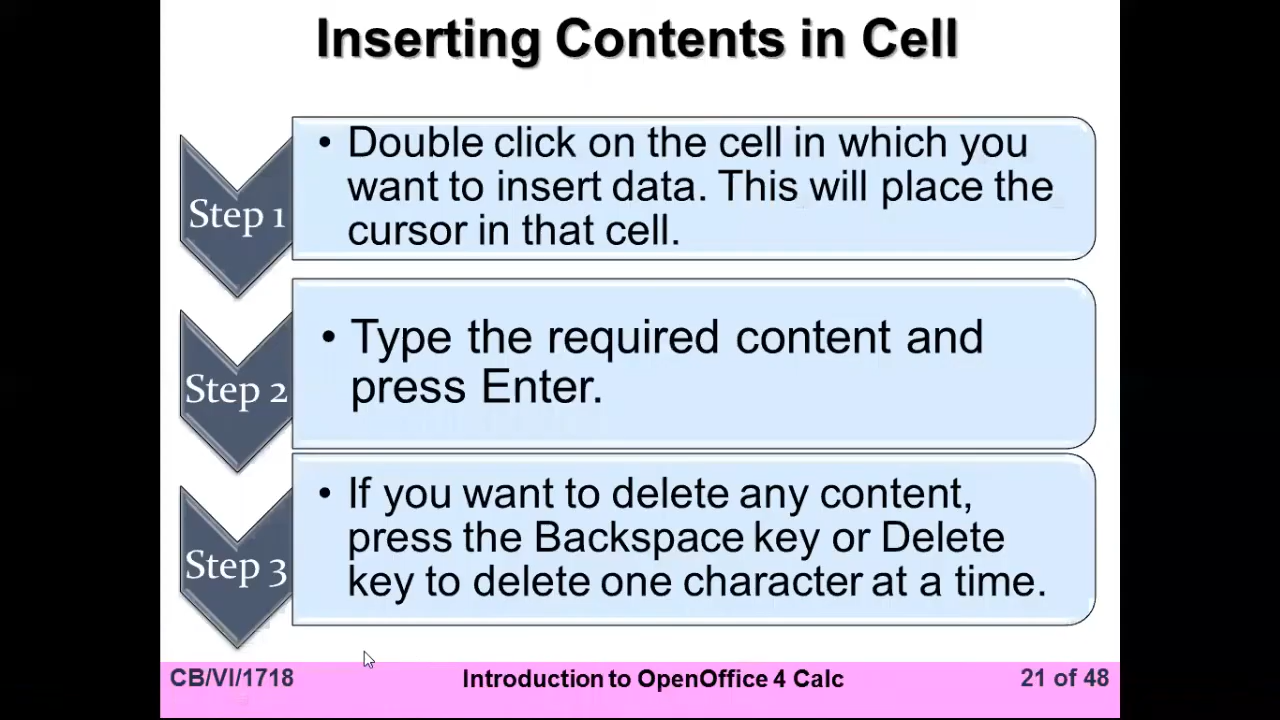 Inserting Contents in Cell
Step 1
• Double click on the cell in which you
want to insert data. This will place the
cursor in that cell.
Step 2
• Type the required content and
press Enter.
Step 3
• If you want to delete any content,
press the Backspace key or Delete
key to delete one character at a time.
CB/VI/1718
Introduction to OpenOffice 4 Calc
21 of 48